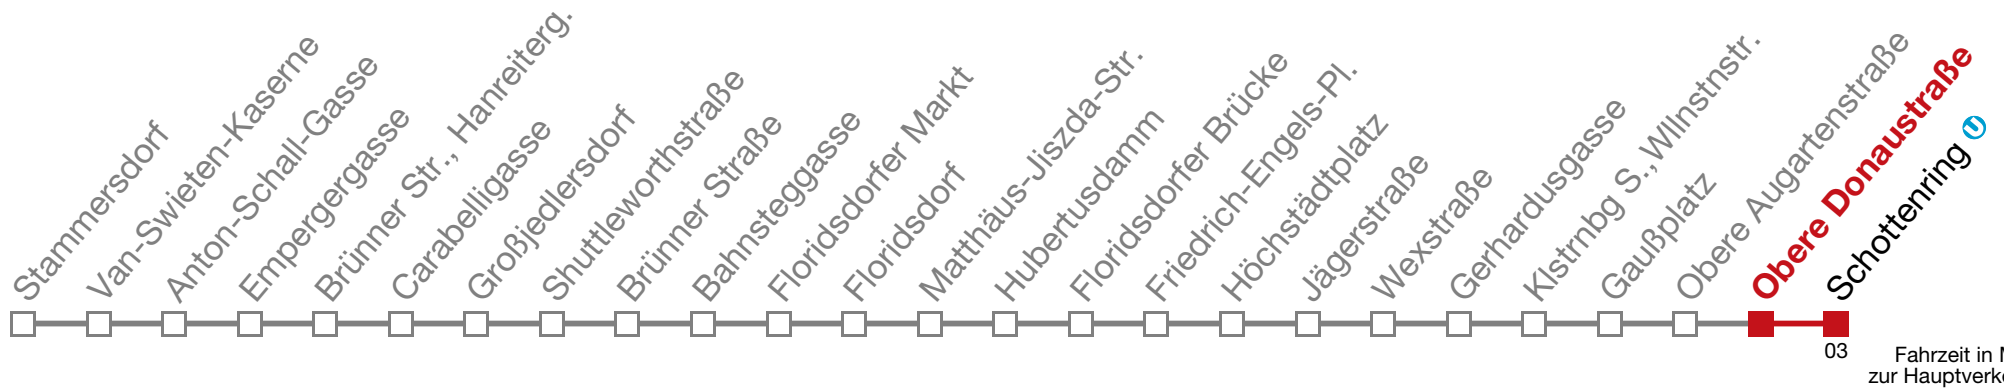 Stammersdorf
Van-Swieten-Kaserne
Anton-Schall-Gasse
Empergergasse
Brünner Str., Hanreiterg.
Carabelligasse
Großjedlersdorf
Shuttleworthstraße
Brünner Straße
Bahnsteggasse
Floridsdorfer Markt
Floridsdorf
Matthäus-Jiszda-Str.
Hubertusdamm
Floridsdorfer Brücke
Friedrich-Engels-Pl.
Höchstädtplatz
Jägerstraße
Wexstraße
Gerhardusgasse
Klstrnbg S., Wllnstnstr.
Gaußplatz
Obere Augartenstraße
Obere Donaustraße
Schottenring U
03
Fahrzeit in M
zur Hauptverke